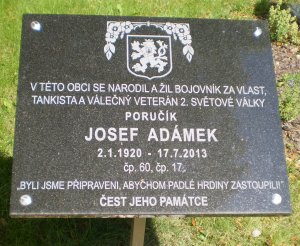 V TÉTO OBCI SE NARODIL A ŽIL BOJOVNÍK ZA VLAST,
TANKISTA A VÁLEČNÝ VETERÁN 2. SVĚTOVÉ VÁLKY
PORUČÍK
JOSEF ADÁMEK
2.1.1920 - 17.7.2013
čp. 60, čp. 17,
„BYLI JSME PŘIPRAVENI, ABYCHOM PADLÉ HRDINY ZASTOUPILI!"
ČEST JEHO PAMÁTCE